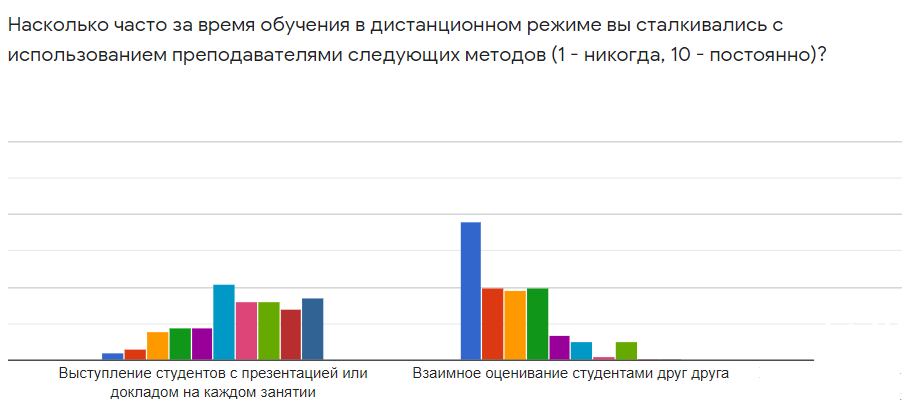 Насколько часто за время обучения в дистанционном режиме вы сталкивались с
использованием преподавателями следующих методов (1 - никогда, 10 - постоянно)?
Выступление студентов с презентацией или
докладом на каждом занятии
Взаимное оценивание студентами друг друга